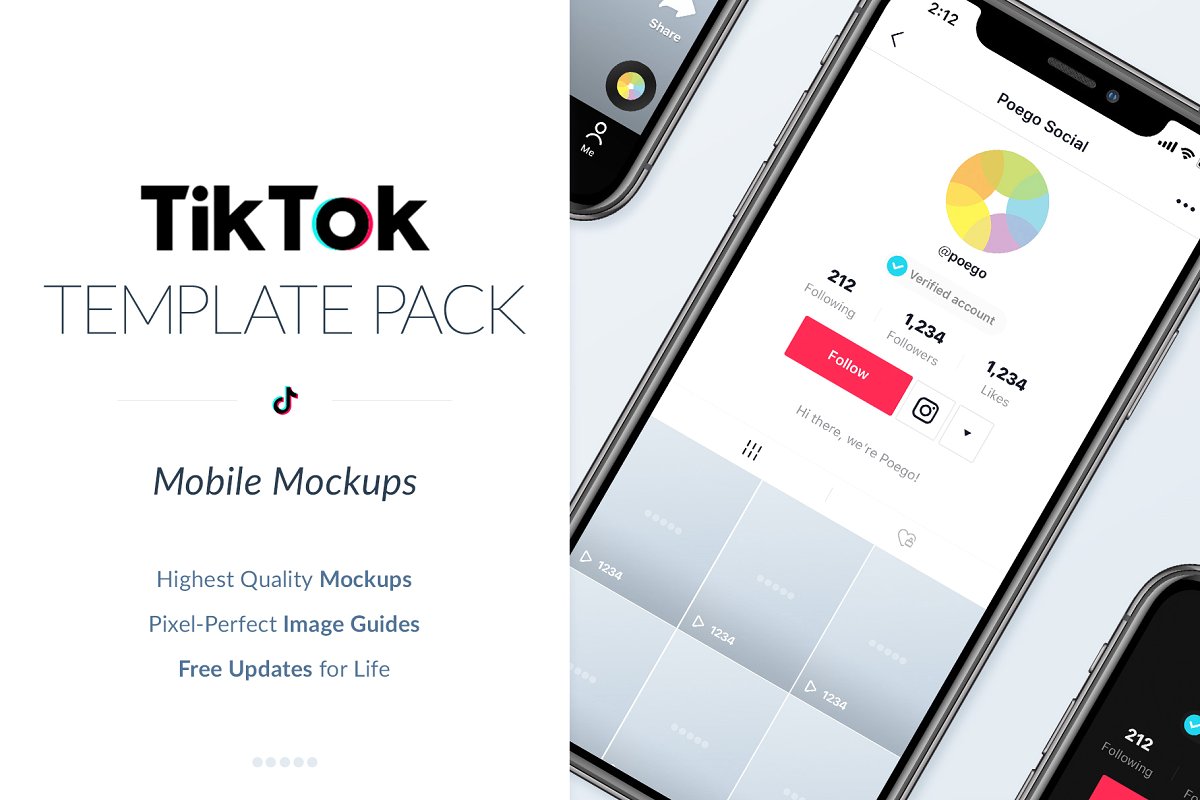 TikTok
TEMPLATE PACK
Mobile Mockups
Highest Quality Mockups
Pixel-Perfect Image Guides
Free Updates for Life
Share
Me
2:12
Poego Social
@poego
Verified account
212
Following
1,234
Followers
1,234
Likes
Follow
Hi there, we're Poego!
1234
1234
1234
212
Following